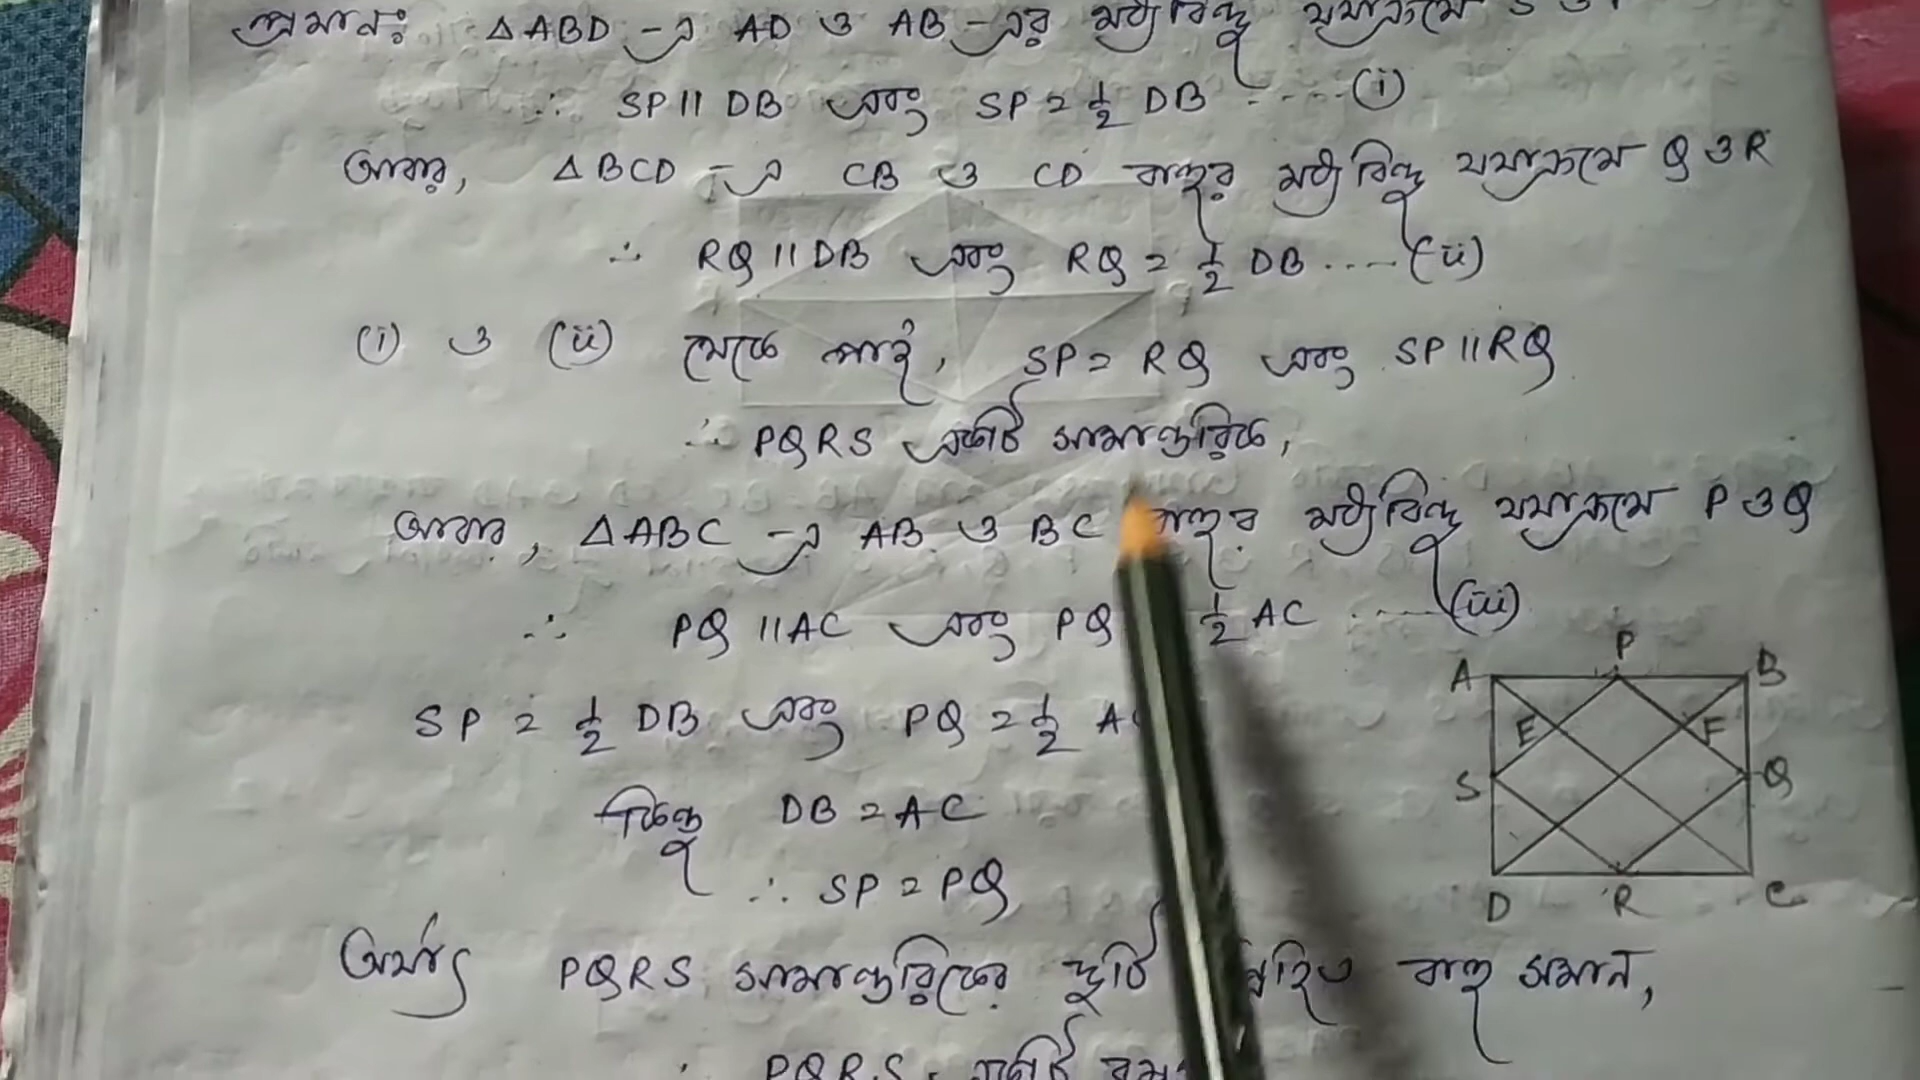 প্রমাণঃ ΔABD -এ AD ও AB -এর মধ্যবিন্দু যথাক্রমে S ও P
∴ SP || DB এবং SP = 1/2 DB ----(i)
আবার, ΔBCD -এ CB ও CD বাহুর মধ্যবিন্দু যথাক্রমে Q ও R
∴ RQ || DB এবং RQ = 1/2 DB ....(ii)
(i) ও (ii) থেকে পাই, SP = RQ এবং SP || RQ
∴ PQRS একটি সামান্তরিক,
আবার, ΔABC -এ AB ও BC বাহুর মধ্যবিন্দু যথাক্রমে P ও Q
∴ PQ || AC এবং PQ 1/2 AC ----(iii)
SP = 1/2 DB এবং PQ = 1/2 AC
কিন্তু DB = AC
∴ SP = PQ
অর্থাৎ PQRS সামান্তরিকের দুটি বাহু সমান,
∴ PQRS একটি
P
A B
E F
S Q
D R C